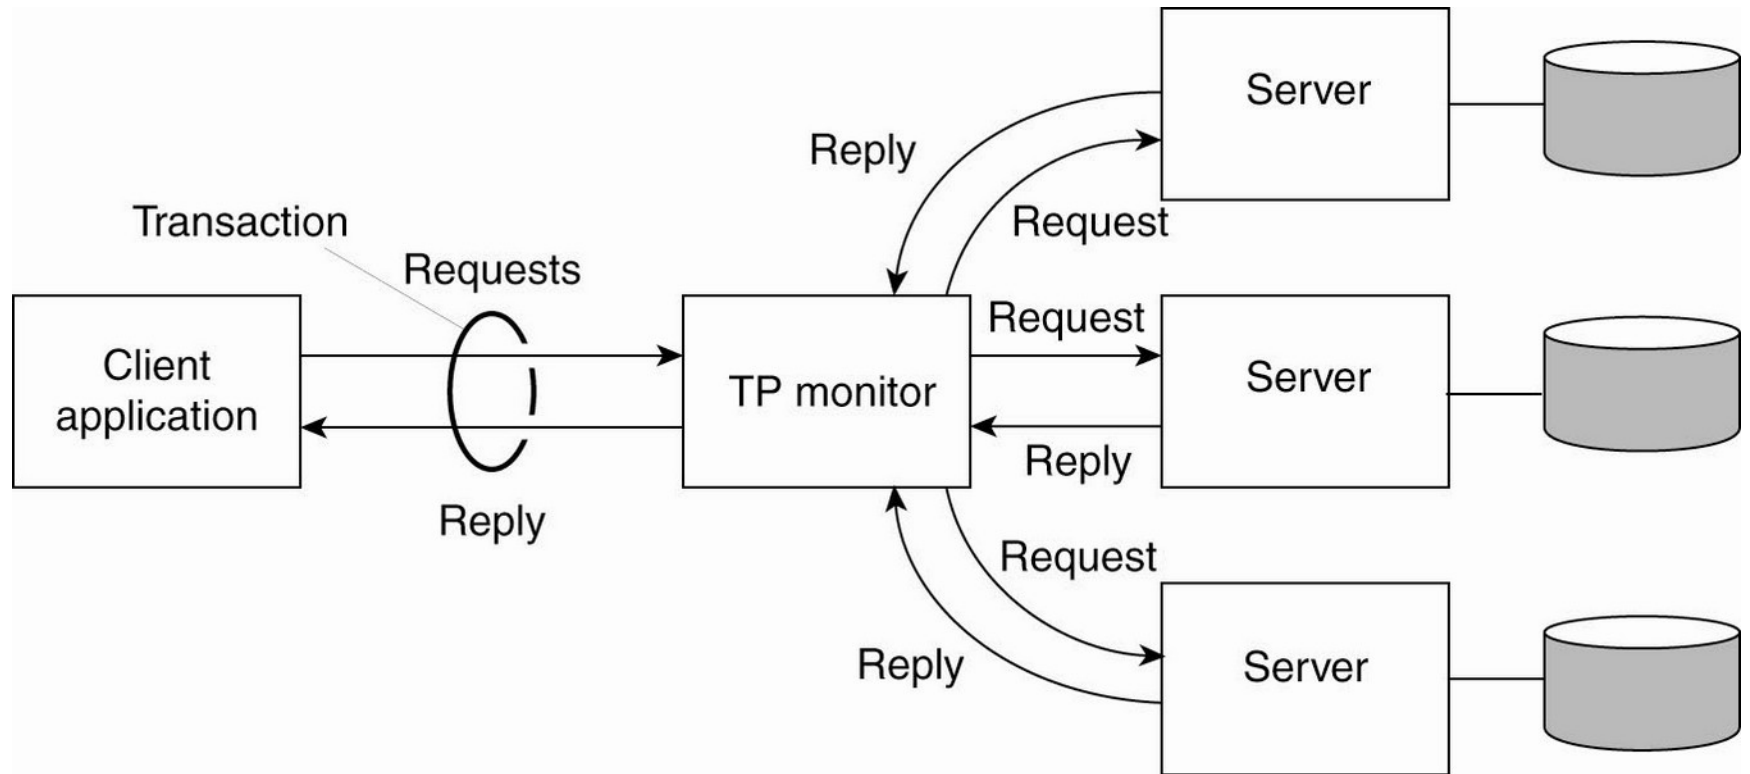 Server
Reply
Request
Transaction
Requests
Client
application
Reply
TP monitor
Request
Server
Reply
Request
Reply
Server